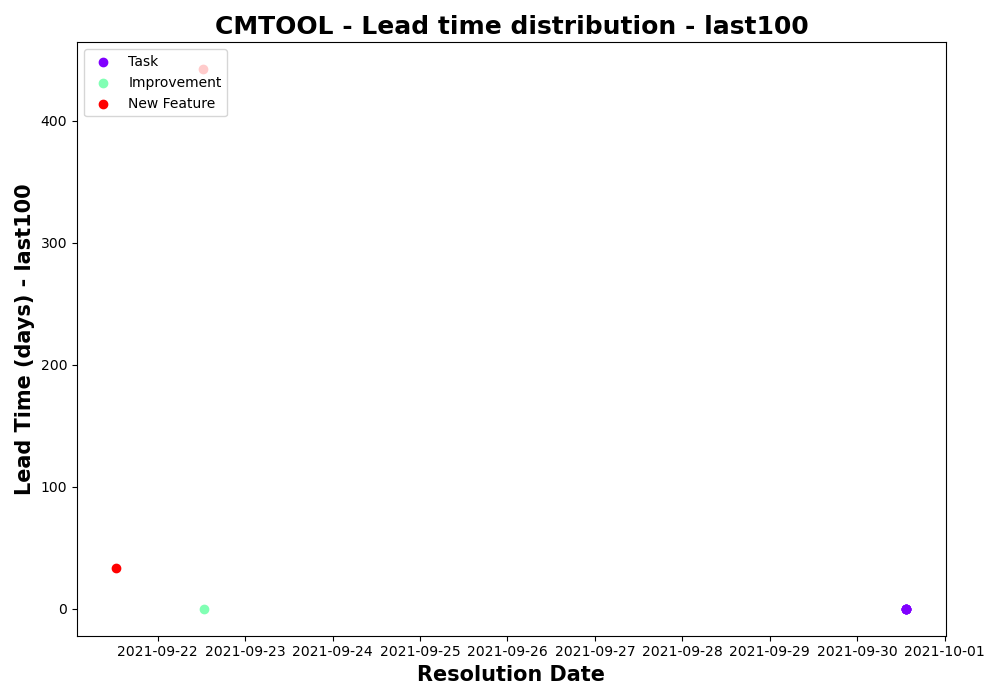 CMTOOL - Lead time distribution - last100
Task
Improvement
New Feature
Lead Time (days) - last100
400
300
200
100
0
2021-09-22 2021-09-23 2021-09-24 2021-09-25 2021-09-26 2021-09-27 2021-09-28 2021-09-29 2021-09-30 2021-10-01
Resolution Date